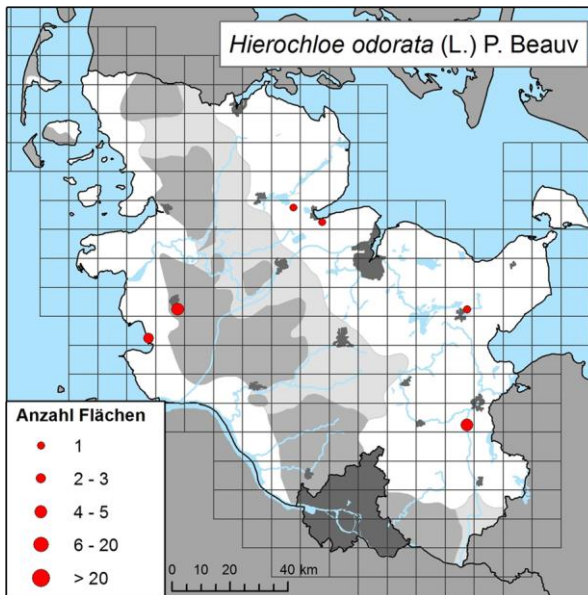 Hierochloe odorata (L.) P. Beauv
Anzahl Flächen
1
2 - 3
4 - 5
6 - 20
> 20
0 10 20 40 km